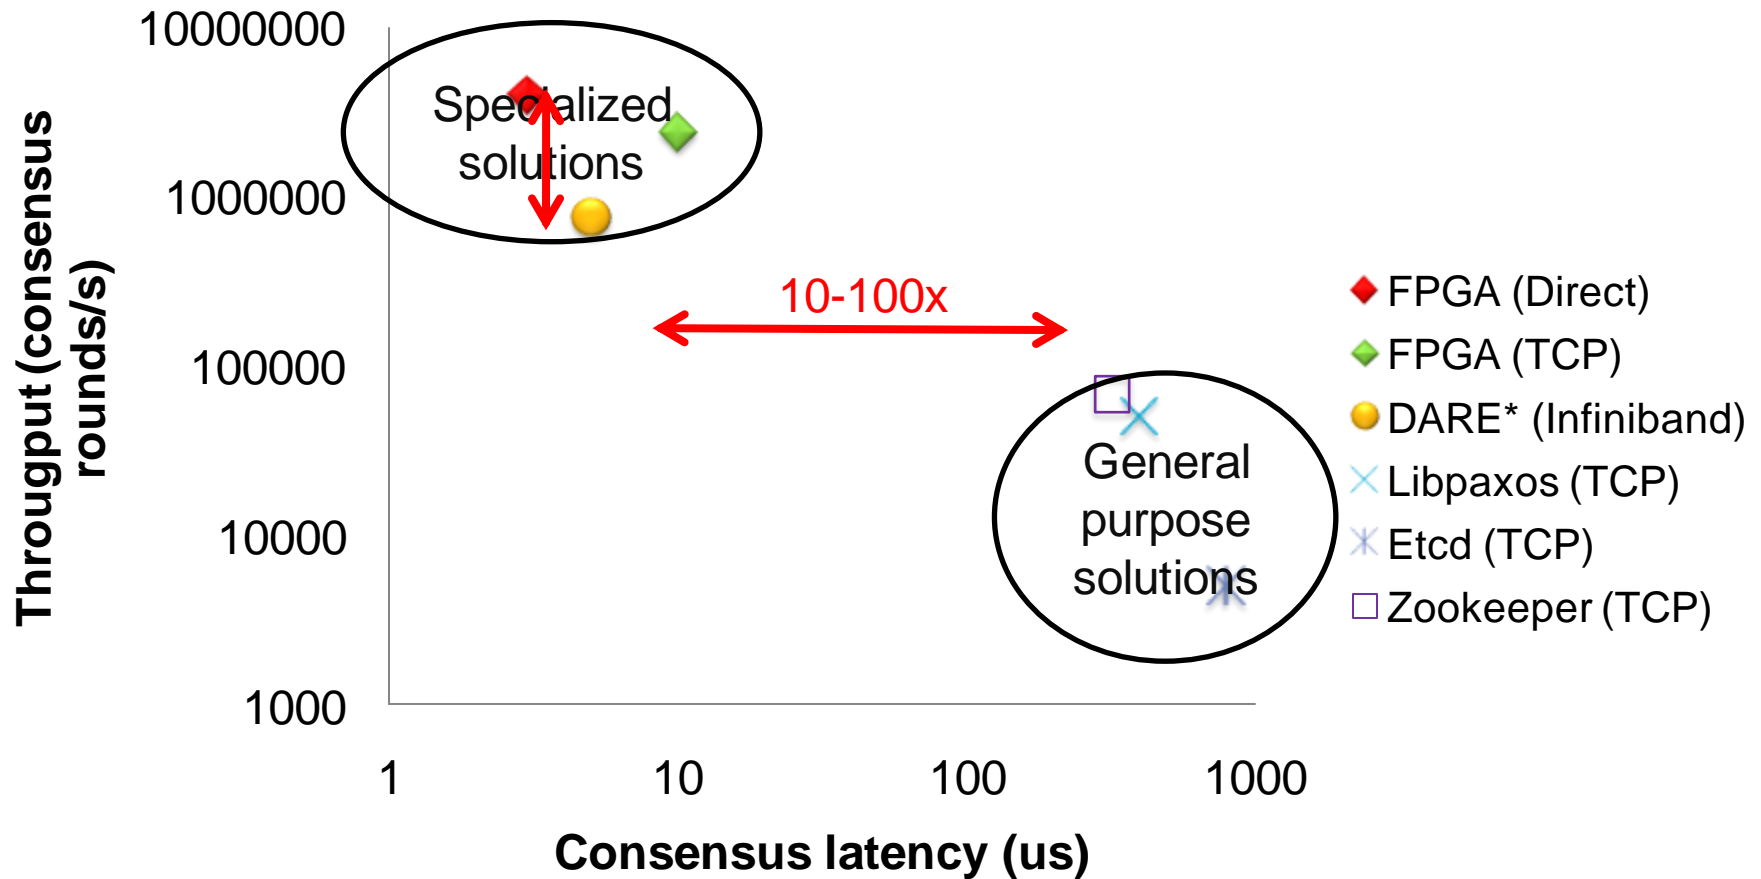 10000000
1000000
100000
10000
1000
Througput (consensus
rounds/s)
Specialized
solutions
10-100x
General
purpose
solutions
FPGA (Direct)
FPGA (TCP)
DARE* (Infiniband)
Libpaxos (TCP)
Etcd (TCP)
Zookeeper (TCP)
1 10 100 1000
Consensus latency (us)